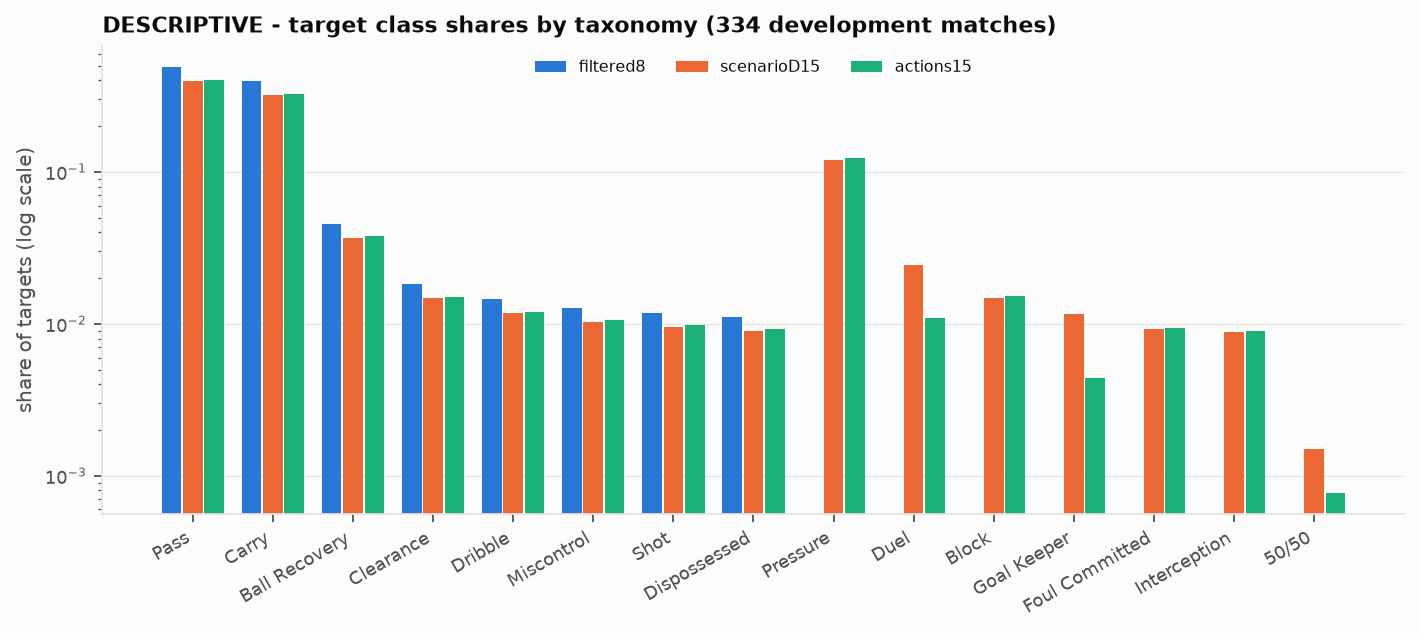 DESCRIPTIVE - target class shares by taxonomy (334 development matches)
filtered8 scenarioD15 actions15
share of targets (log scale)
10⁻¹
10⁻²
10⁻³
Pass Carry Ball Recovery Clearance Dribble Miscontrol Shot Dispossessed Pressure Duel Block Goal Keeper Foul Committed Interception 50/50